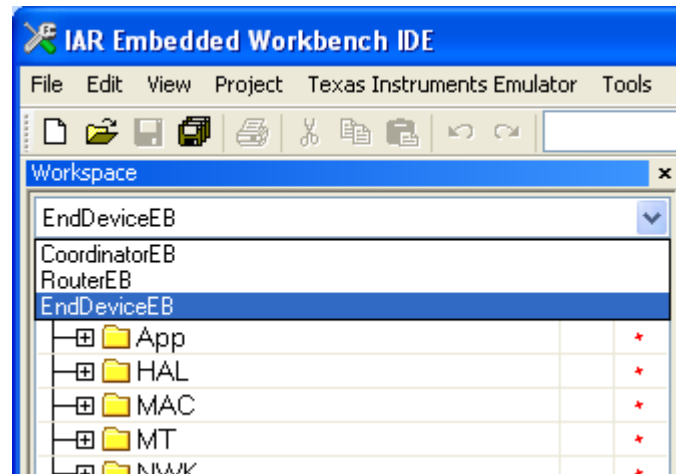 IAR Embedded Workbench IDE
File Edit View Project Texas Instruments Emulator Tools
Workspace
EndDeviceEB
CoordinatorEB
RouterEB
EndDeviceEB
App
HAL
MAC
MT
NWK